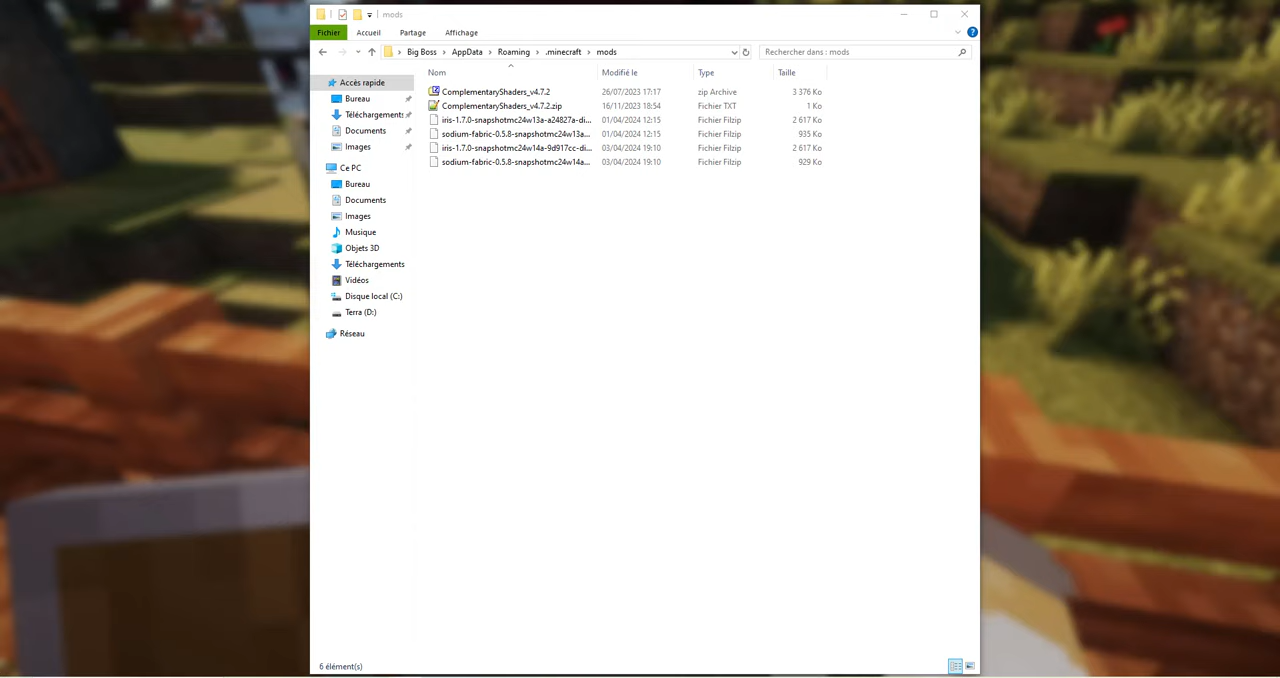 mods
Fichier Accueil Partage Affichage
Big Boss > AppData > Roaming > .minecraft > mods
Rechercher dans : mods
Nom Modifié le Type Taille
ComplementaryShaders_v4.7.2 26/07/2023 17:17 zip Archive 3 376 Ko
ComplementaryShaders_v4.7.2.zip 16/11/2023 18:54 Fichier TXT 1 Ko
iris-1.7.0-snapshotmc24w13a-a24827a-di... 01/04/2024 12:15 Fichier Filzip 2 617 Ko
sodium-fabric-0.5.8-snapshotmc24w13a... 01/04/2024 12:15 Fichier Filzip 935 Ko
iris-1.7.0-snapshotmc24w14a-9d917cc-di... 03/04/2024 19:10 Fichier Filzip 2 617 Ko
sodium-fabric-0.5.8-snapshotmc24w14a... 03/04/2024 19:10 Fichier Filzip 929 Ko
Accès rapide
Bureau
Téléchargements
Documents
Images
Ce PC
Bureau
Documents
Images
Musique
Objets 3D
Téléchargements
Vidéos
Disque local (C:)
Terra (D:)
Réseau
6 élément(s)